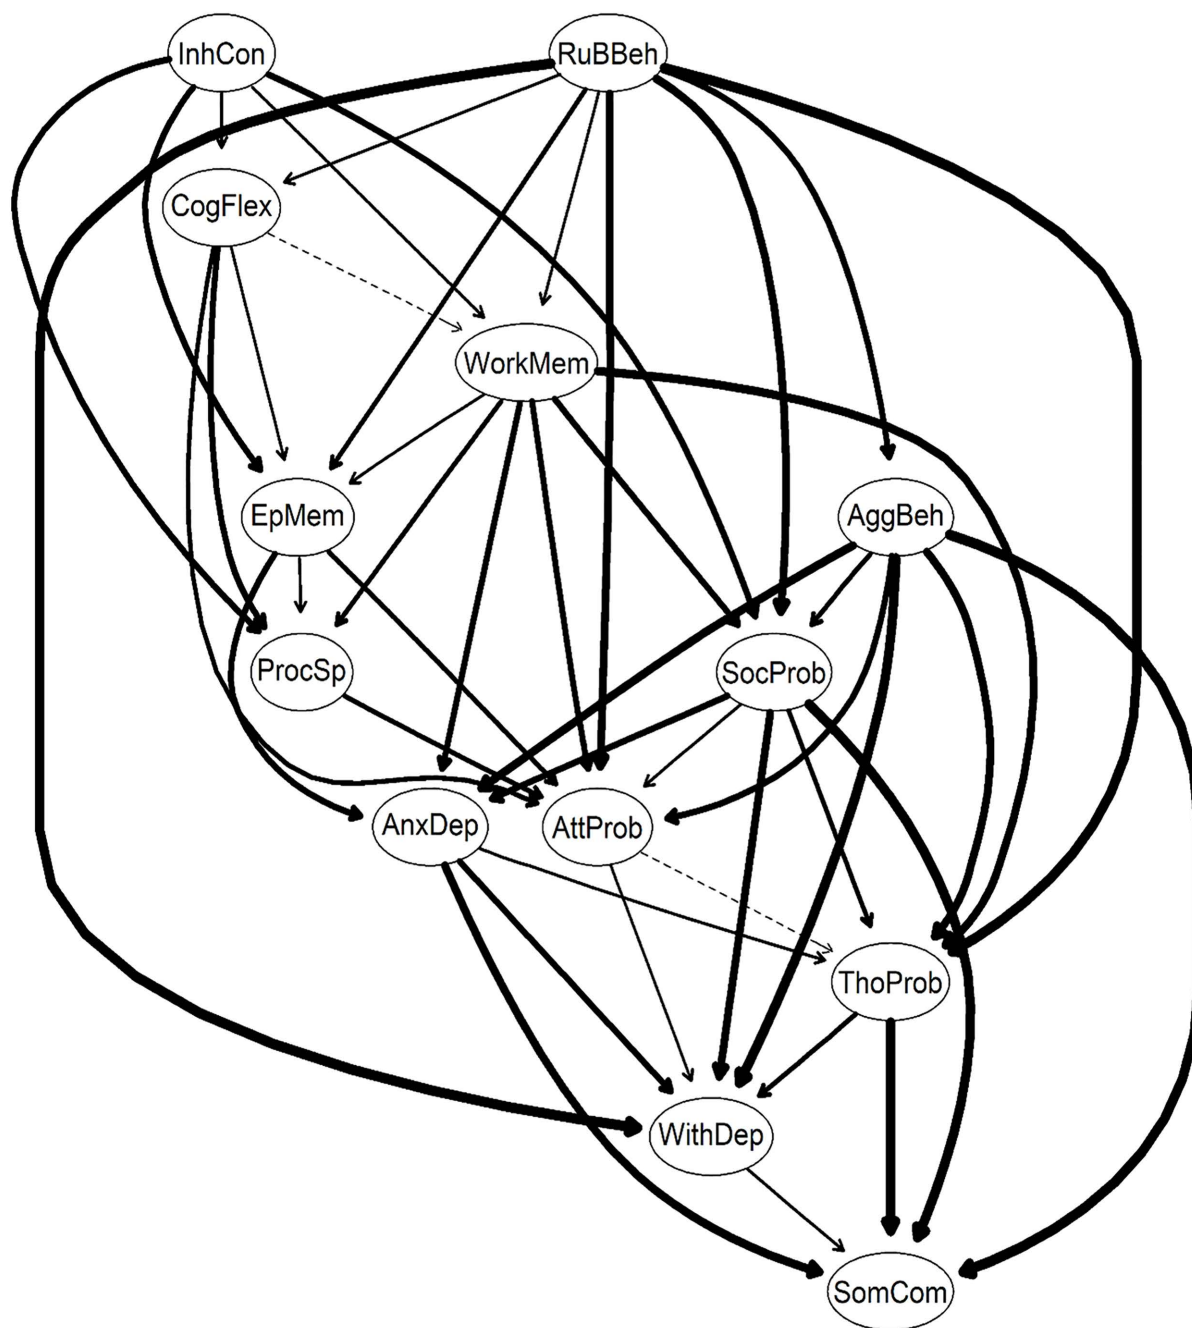 InhCon
RuBBeh
CogFlex
WorkMem
EpMem
AggBeh
ProcSp
SocProb
AnxDep
AttProb
ThoProb
WithDep
SomCom